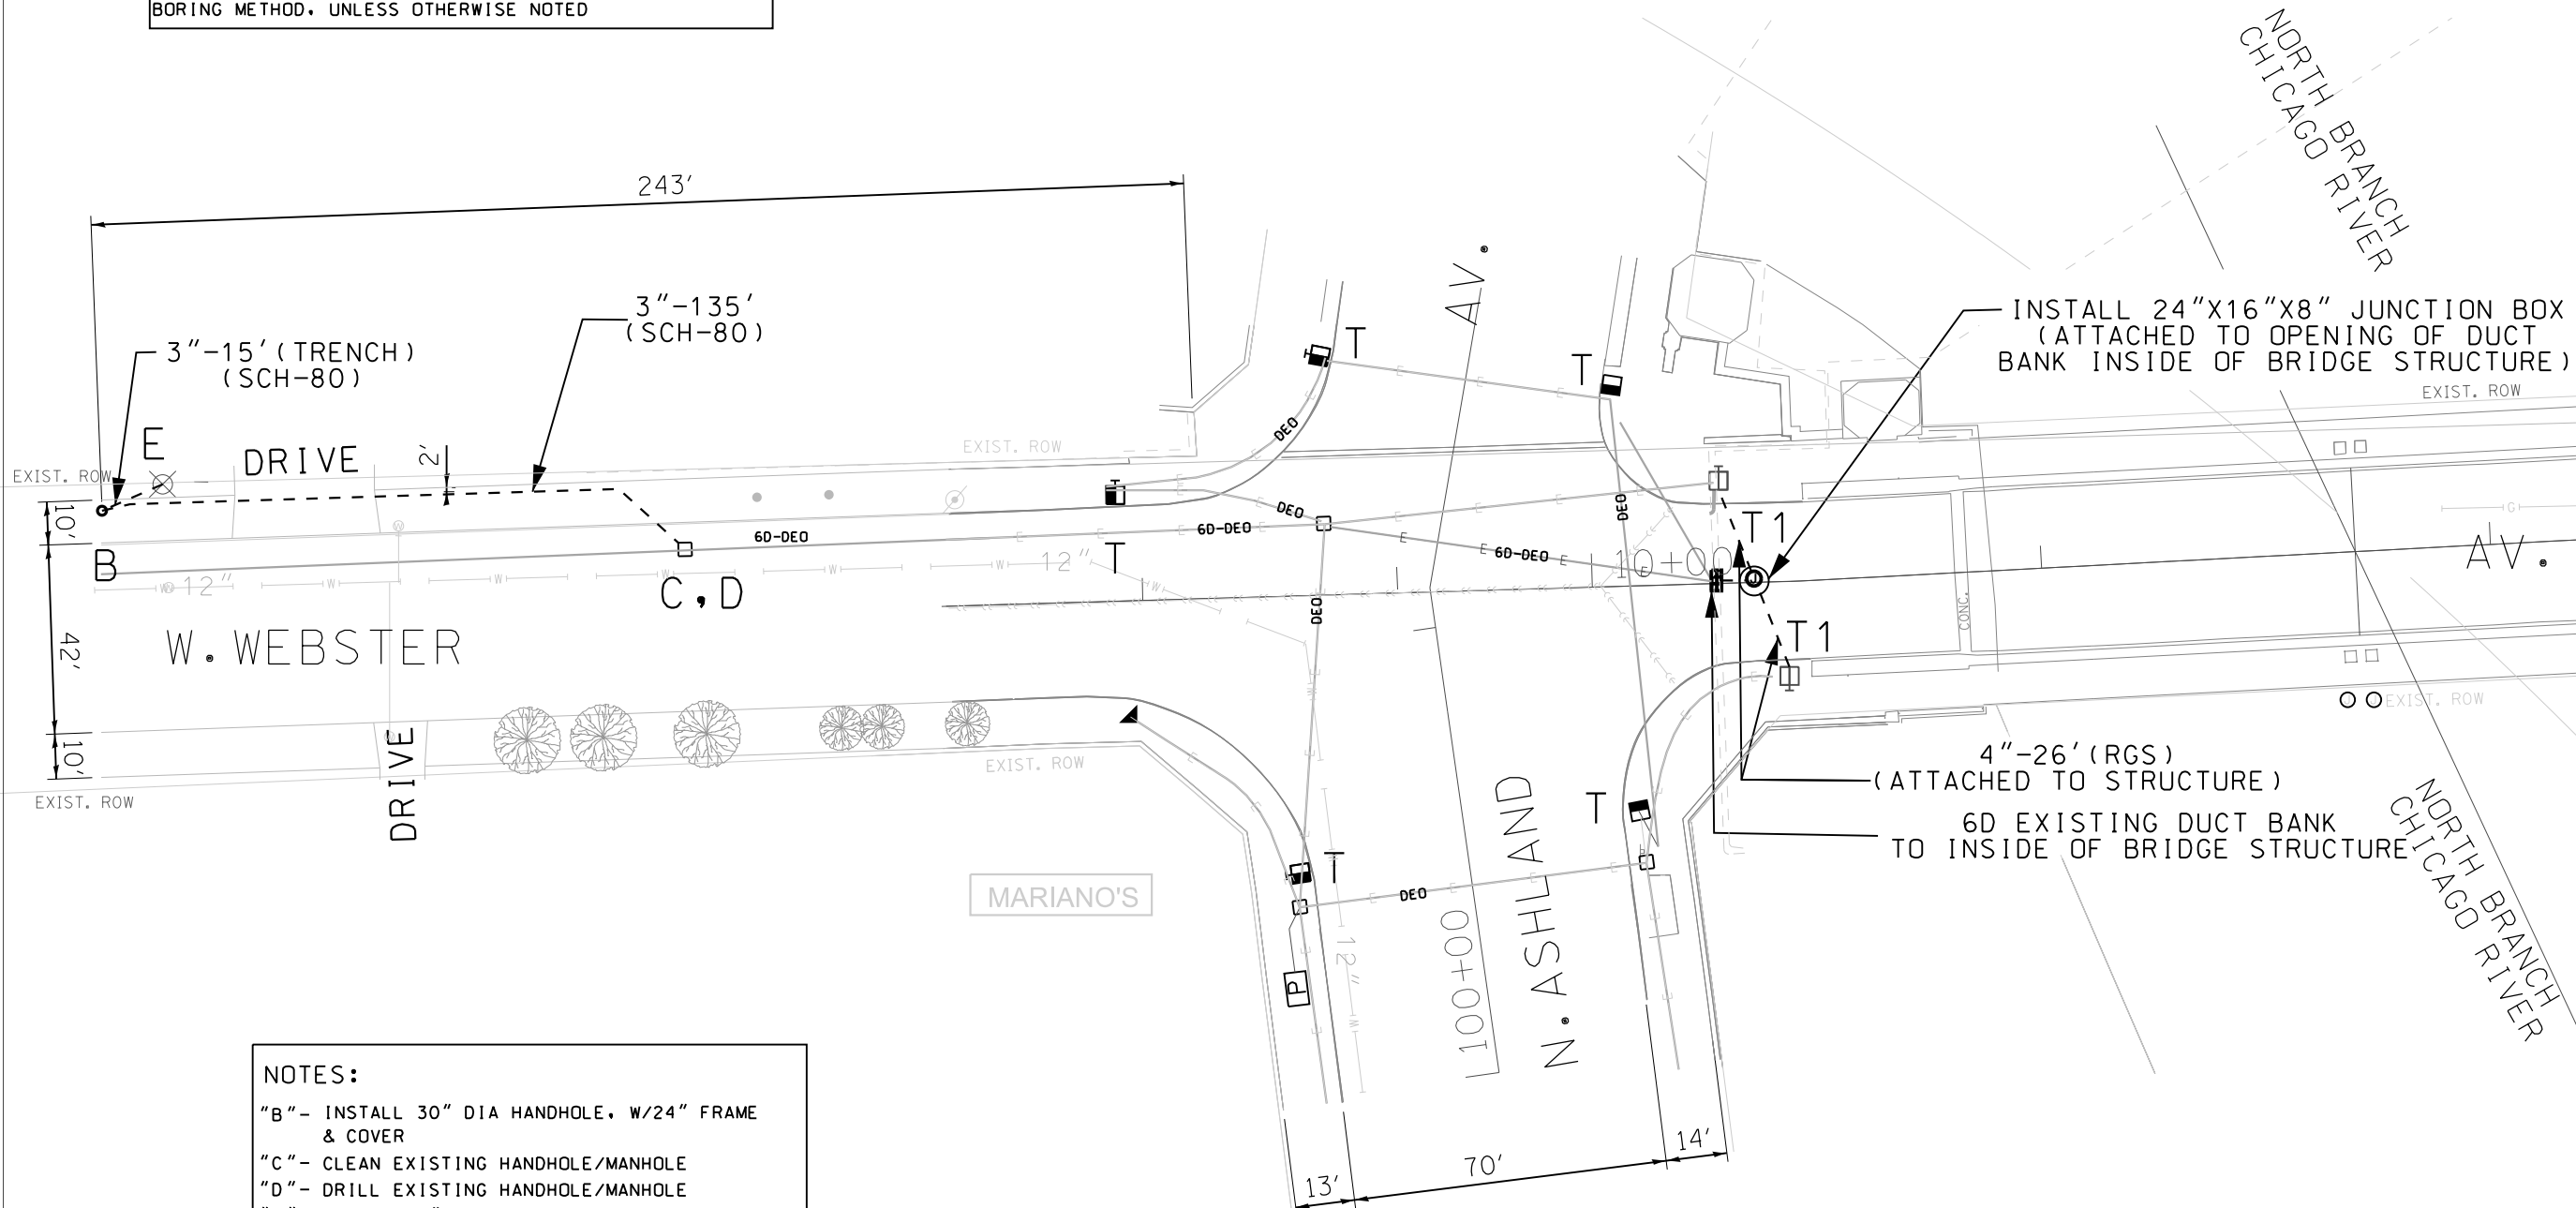 BORING METHOD, UNLESS OTHERWISE NOTED
NORTH BRANCH
CHICAGO RIVER
243'
AV.
3"-135'
(SCH-80)
3"-15'(TRENCH)
(SCH-80)
INSTALL 24"X16"X8" JUNCTION BOX
(ATTACHED TO OPENING OF DUCT
BANK INSIDE OF BRIDGE STRUCTURE)
EXIST. ROW
T
T
E
DRIVE
2'
EXIST. ROW
EXIST. ROW
DEO
DEO
DEO
10'
B
6D-DEO
6D-DEO
6D-DEO
T
T1
10+00
J
AV.
12"
12"
C,D
DEO
CONC.
42'
W. WEBSTER
T1
10'
DRIVE
EXIST. ROW
EXIST. ROW
EXIST. ROW
4"-26'(RGS)
(ATTACHED TO STRUCTURE)
6D EXISTING DUCT BANK
TO INSIDE OF BRIDGE STRUCTURE
NORTH BRANCH
CHICAGO RIVER
T
T
MARIANO'S
DEO
100+00
N. ASHLAND
12"
P
13'
70'
14'
NOTES:
"B"- INSTALL 30" DIA HANDHOLE, W/24" FRAME
& COVER
"C"- CLEAN EXISTING HANDHOLE/MANHOLE
"D"- DRILL EXISTING HANDHOLE/MANHOLE